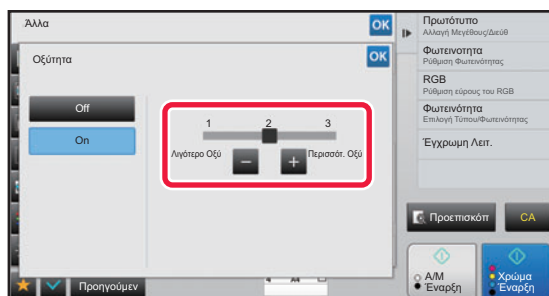 Άλλα
OK
Οξύτητα
OK
Off
On
1 2 3
Λιγότερο Οξύ
Περισσότ. Οξύ
Προηγούμεν
Πρωτότυπο
Αλλαγή Μεγέθους/Διεύθ
Φωτεινοτητα
Ρύθμιση Φωτεινότητας
RGB
Ρύθμιση εύρους του RGB
Φωτεινότητα
Επιλογή Τύπου/Φωτεινότητας
Έγχρωμη Λειτ.
Προεπισκόπ
CA
Α/Μ
Έναρξη
Χρώμα
Έναρξη